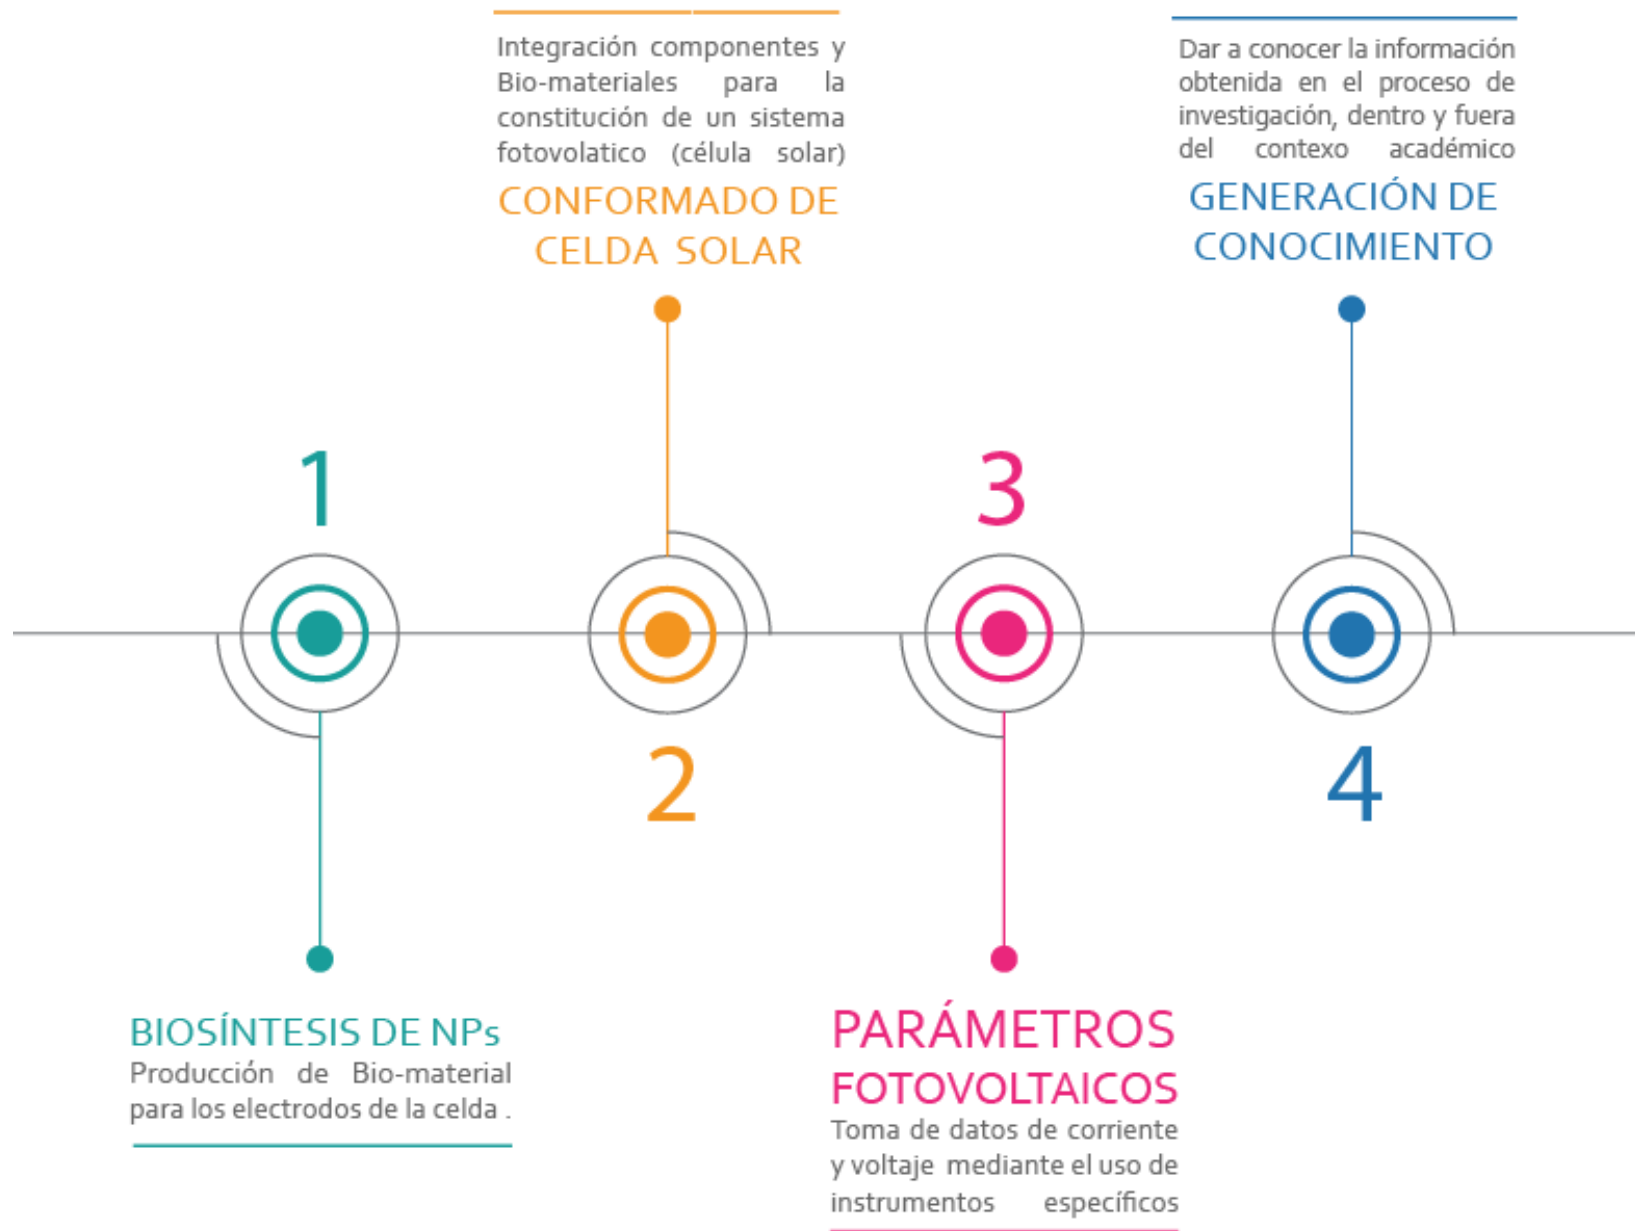 1
BIOSÍNTESIS DE NPs
Producción de Bio-material
para los electrodos de la celda .
Integración componentes y
Bio-materiales para la
constitución de un sistema
fotovolatico (célula solar)
CONFORMADO DE
CELDA SOLAR
2
3
PARÁMETROS
FOTOVOLTAICOS
Toma de datos de corriente
y voltaje mediante el uso de
instrumentos específicos
Dar a conocer la información
obtenida en el proceso de
investigación, dentro y fuera
del contexo académico
GENERACIÓN DE
CONOCIMIENTO
4